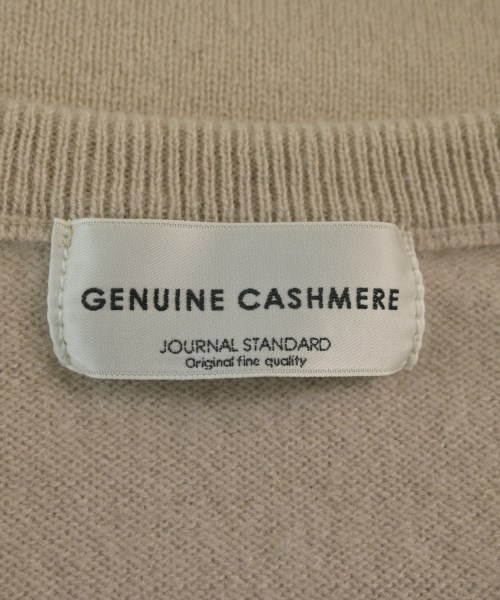 GENUINE CASHMERE
JOURNAL STANDARD
Original fine quality